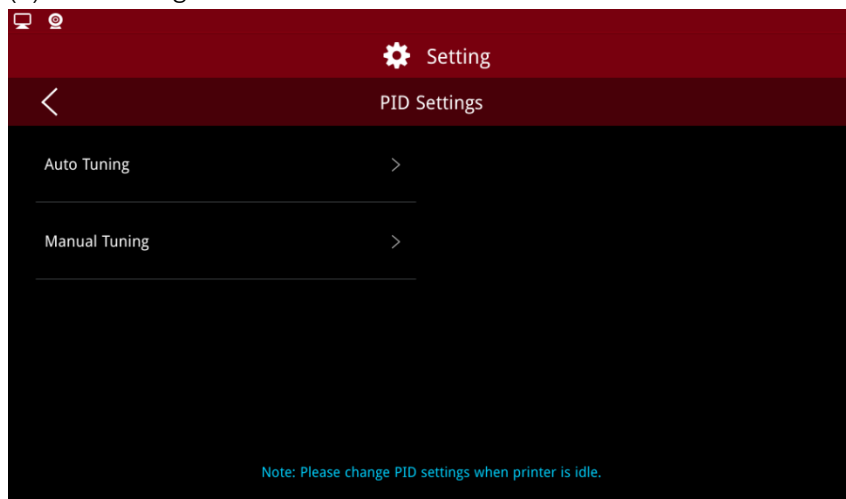 Setting
PID Settings
Auto Tuning
Manual Tuning
Note: Please change PID settings when printer is idle.